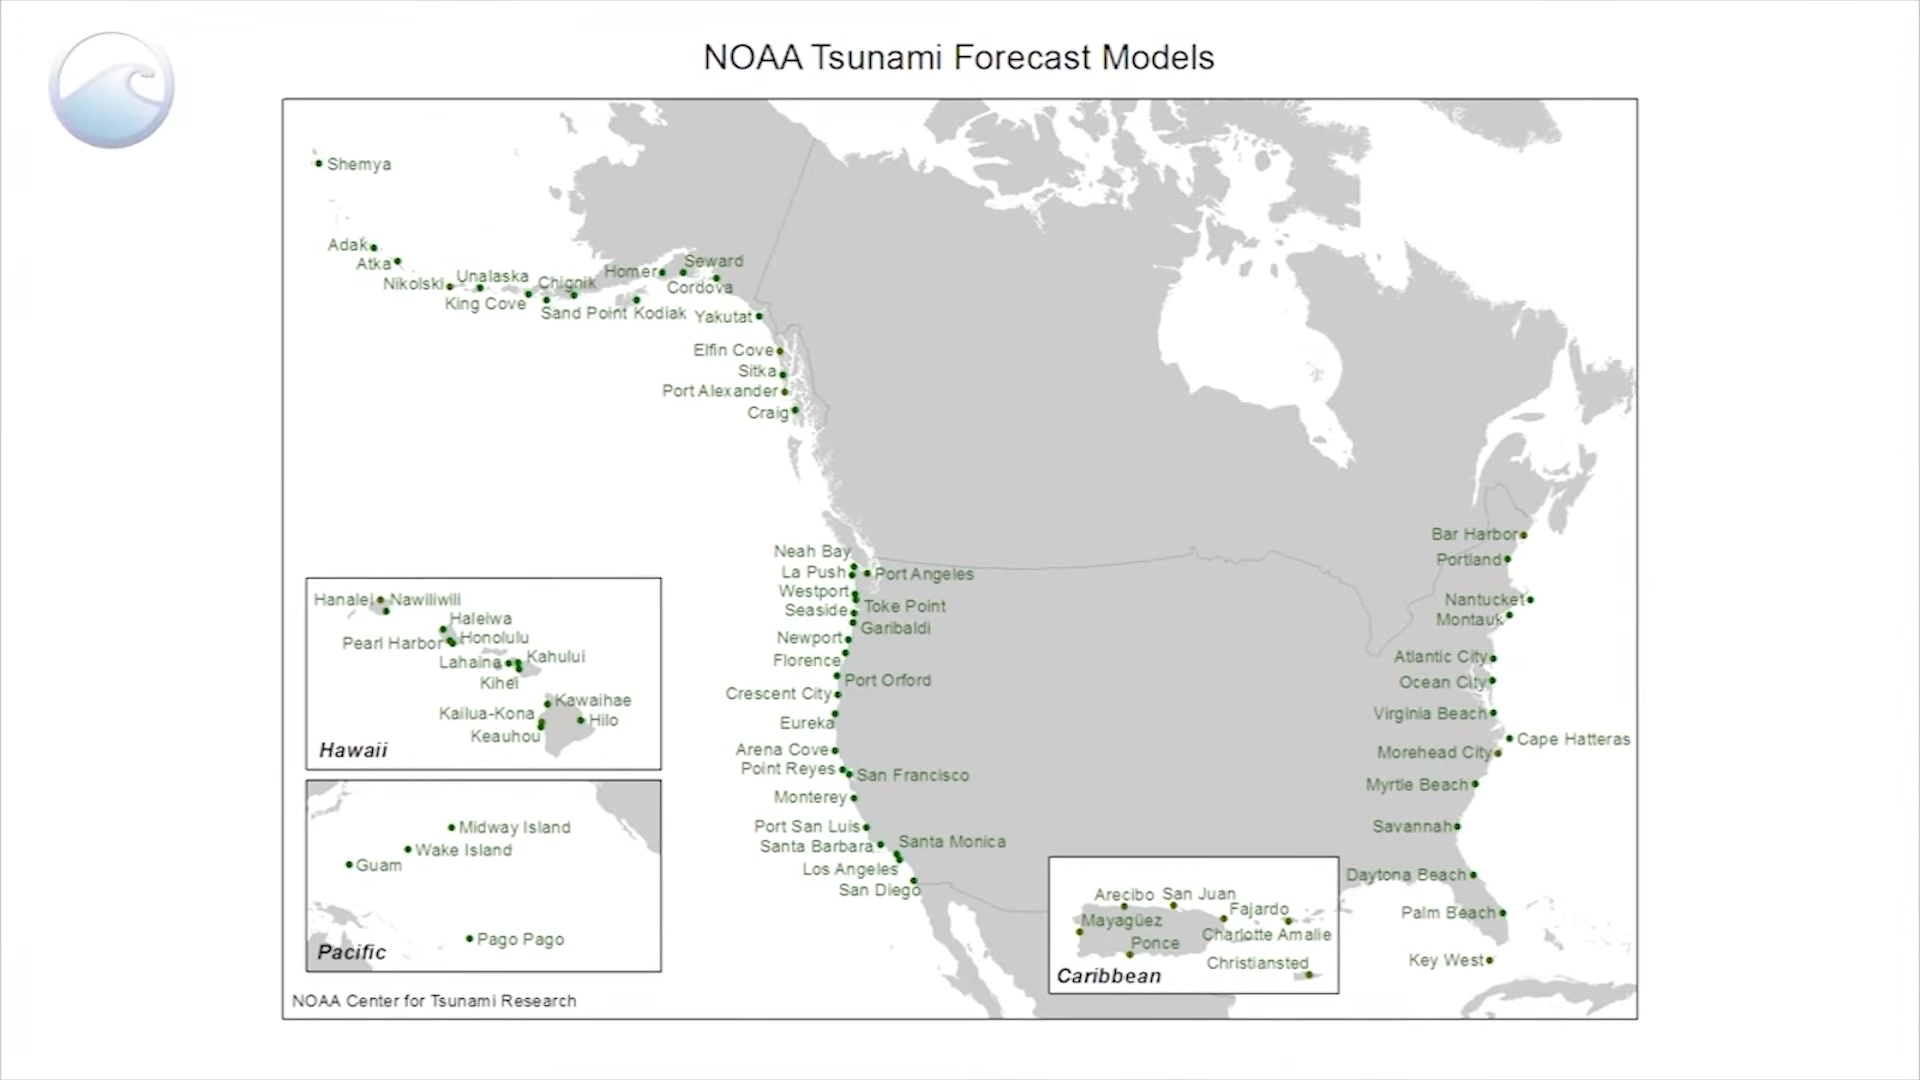 NOAA Tsunami Forecast Models
Shemya
Adak
Atka
Nikolski
Unalaska
King Cove
Chignik
Sand Point
Homer
Seward
Cordova
Kodiak
Yakutat
Elfin Cove
Sitka
Port Alexander
Craig
Neah Bay
La Push
Port Angeles
Westport
Toke Point
Seaside
Garibaldi
Newport
Florence
Port Orford
Crescent City
Eureka
Arena Cove
Point Reyes
San Francisco
Monterey
Port San Luis
Santa Barbara
Santa Monica
Los Angeles
San Diego
Bar Harbor
Portland
Nantucket
Montauk
Atlantic City
Ocean City
Virginia Beach
Cape Hatteras
Morehead City
Myrtle Beach
Savannah
Daytona Beach
Palm Beach
Key West
Hanalei
Nawiliwili
Haleiwa
Pearl Harbor
Honolulu
Lahaina
Kahului
Kihei
Kawaihae
Kailua-Kona
Hilo
Keauhou
Hawaii
Midway Island
Wake Island
Guam
Pago Pago
Pacific
Arecibo
San Juan
Fajardo
Mayagüez
Charlotte Amalie
Ponce
Christiansted
Caribbean
NOAA Center for Tsunami Research